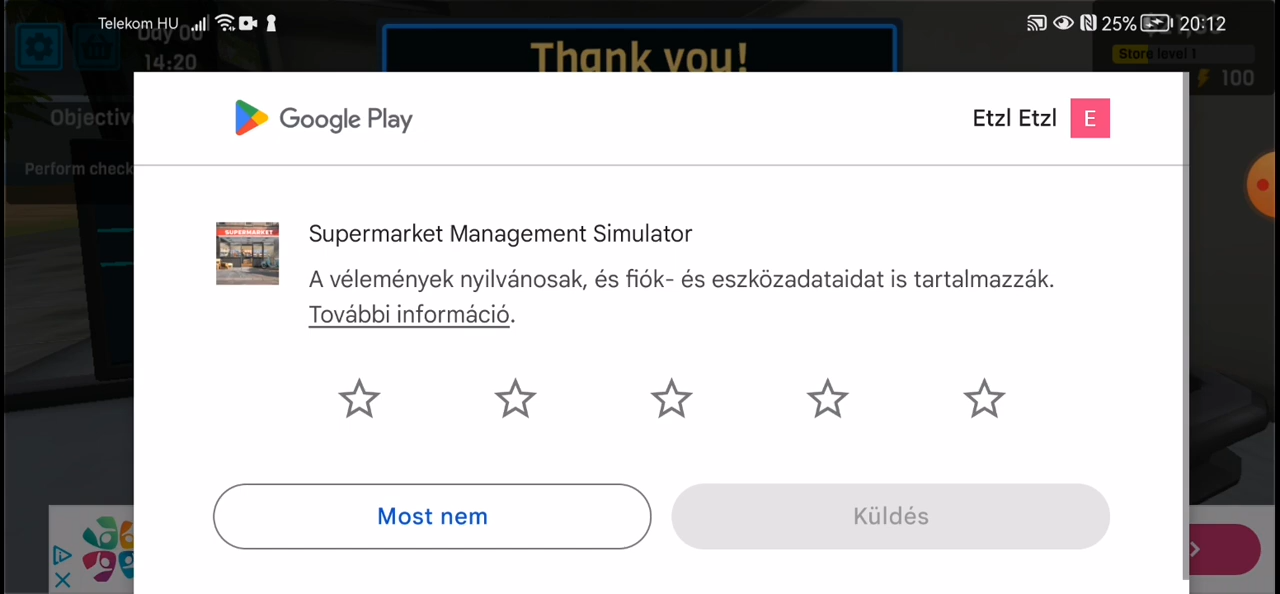 Telekom HU
25%
20:12
Day 00
14:20
Thank you!
Store level 1
100
Objective
Perform check
Google Play
Etzl Etzl
E
SUPERMARKET
Supermarket Management Simulator
A vélemények nyilvánosak, és fiók- és eszközadataidat is tartalmazzák.
További információ.
Most nem
Küldés